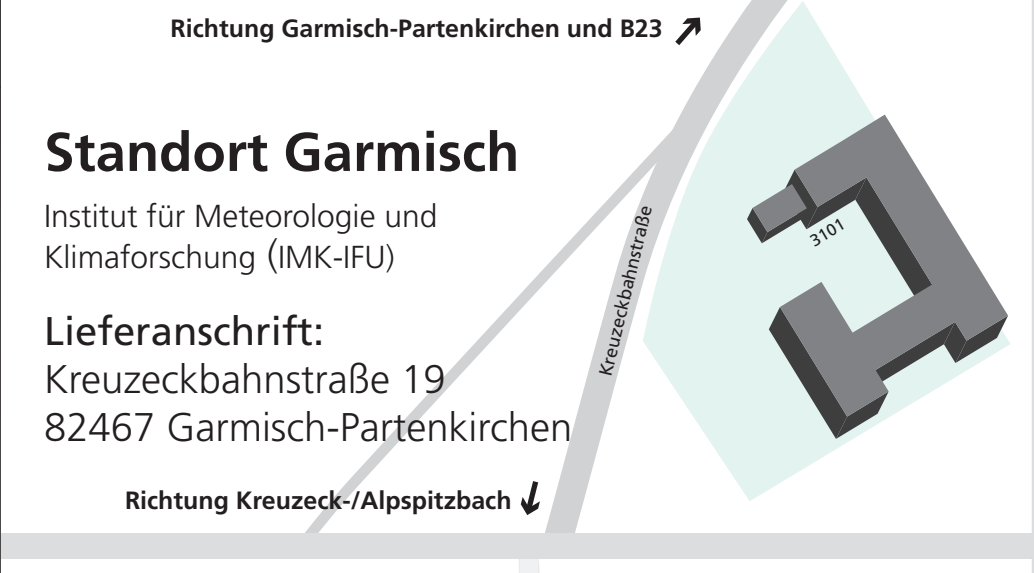 Richtung Garmisch-Partenkirchen und B23
Standort Garmisch
Institut für Meteorologie und
Klimaforschung (IMK-IFU)
Lieferanschrift:
Kreuzeckbahnstraße 19
82467 Garmisch-Partenkirchen
Richtung Kreuzeck-/Alpspitzbach
Kreuzeckbahnstraße
3101